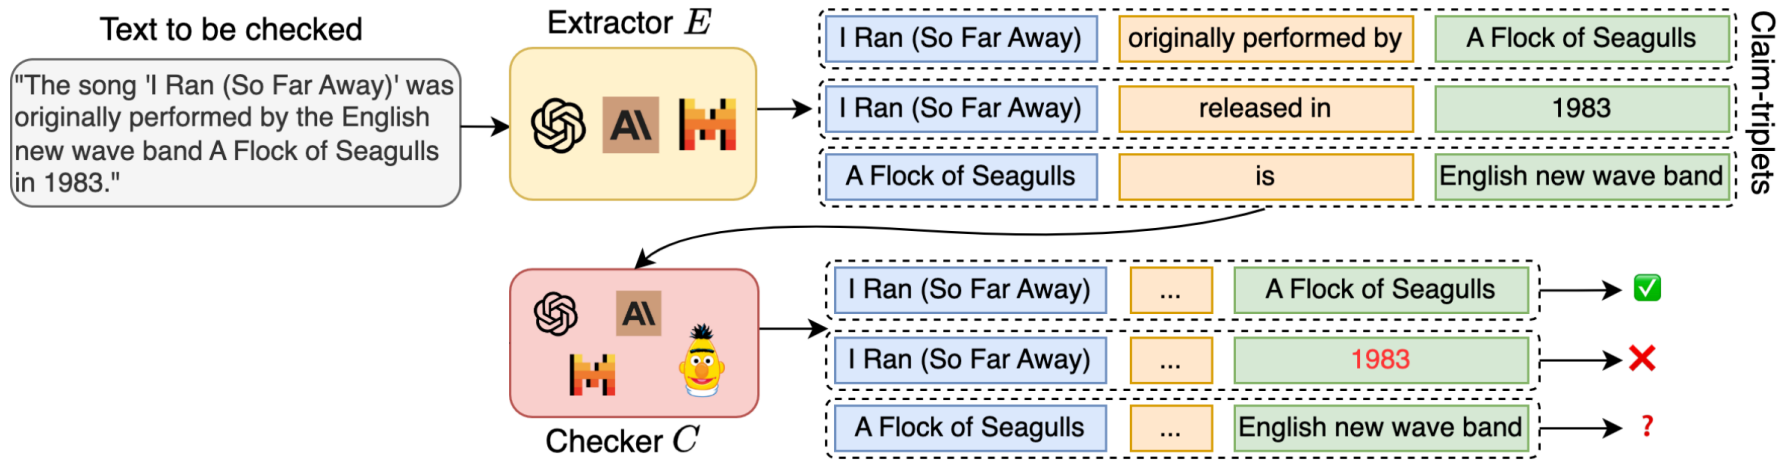 Text to be checked
"The song 'I Ran (So Far Away)' was
originally performed by the English
new wave band A Flock of Seagulls
in 1983."
Extractor E
AI
I Ran (So Far Away) originally performed by A Flock of Seagulls
I Ran (So Far Away) released in 1983
A Flock of Seagulls is English new wave band
Claim-triplets
AI
Checker C
I Ran (So Far Away) ... A Flock of Seagulls
I Ran (So Far Away) ... 1983
A Flock of Seagulls ... English new wave band ?